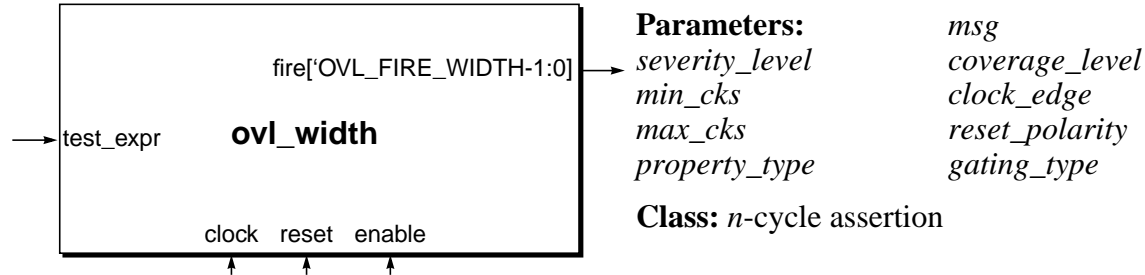 fire[‘OVL_FIRE_WIDTH-1:0]
test_expr
ovl_width
clock reset enable
Parameters: msg
severity_level coverage_level
min_cks clock_edge
max_cks reset_polarity
property_type gating_type
Class: n-cycle assertion